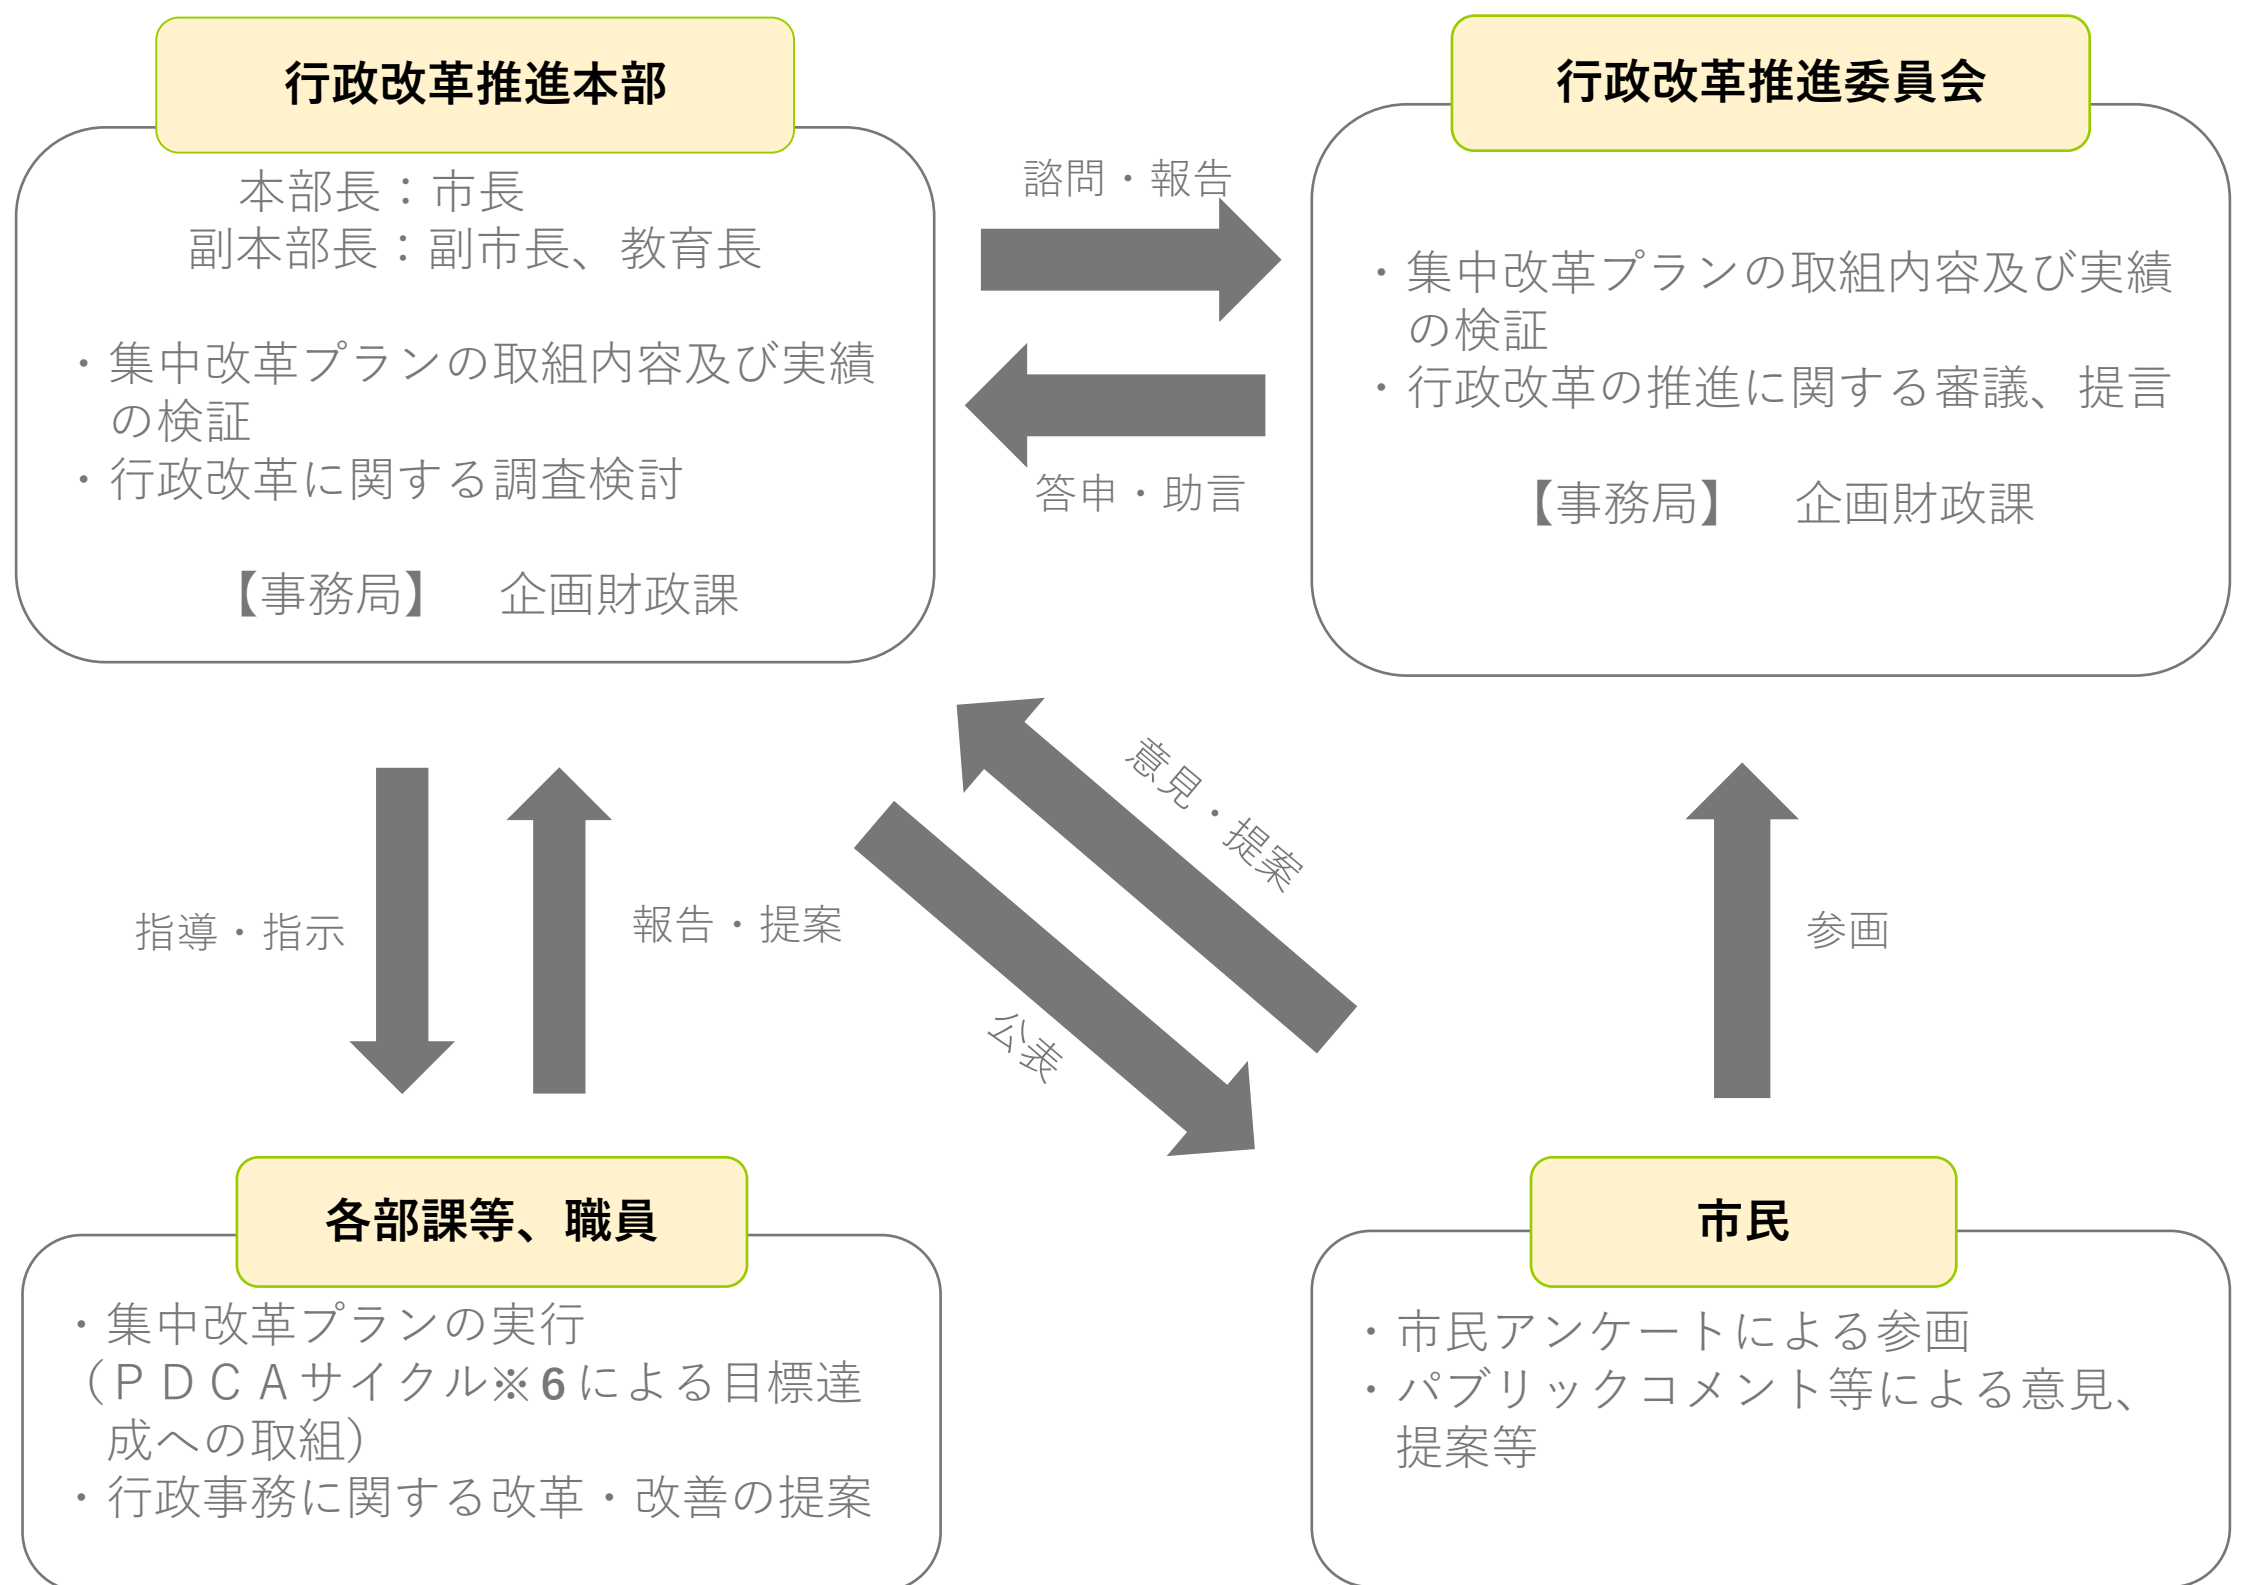 行政改革推進本部
本部長：市長
副本部長：副市長、教育長
・集中改革プランの取組内容及び実績
の検証
・行政改革に関する調査検討
【事務局】　企画財政課
諮問・報告
答申・助言
行政改革推進委員会
・集中改革プランの取組内容及び実績
の検証
・行政改革の推進に関する審議、提言
【事務局】　企画財政課
指導・指示
報告・提案
意見・提案
公表
参画
各部課等、職員
・集中改革プランの実行
（ＰＤＣＡサイクル※６による目標達
成への取組）
・行政事務に関する改革・改善の提案
市民
・市民アンケートによる参画
・パブリックコメント等による意見、
提案等